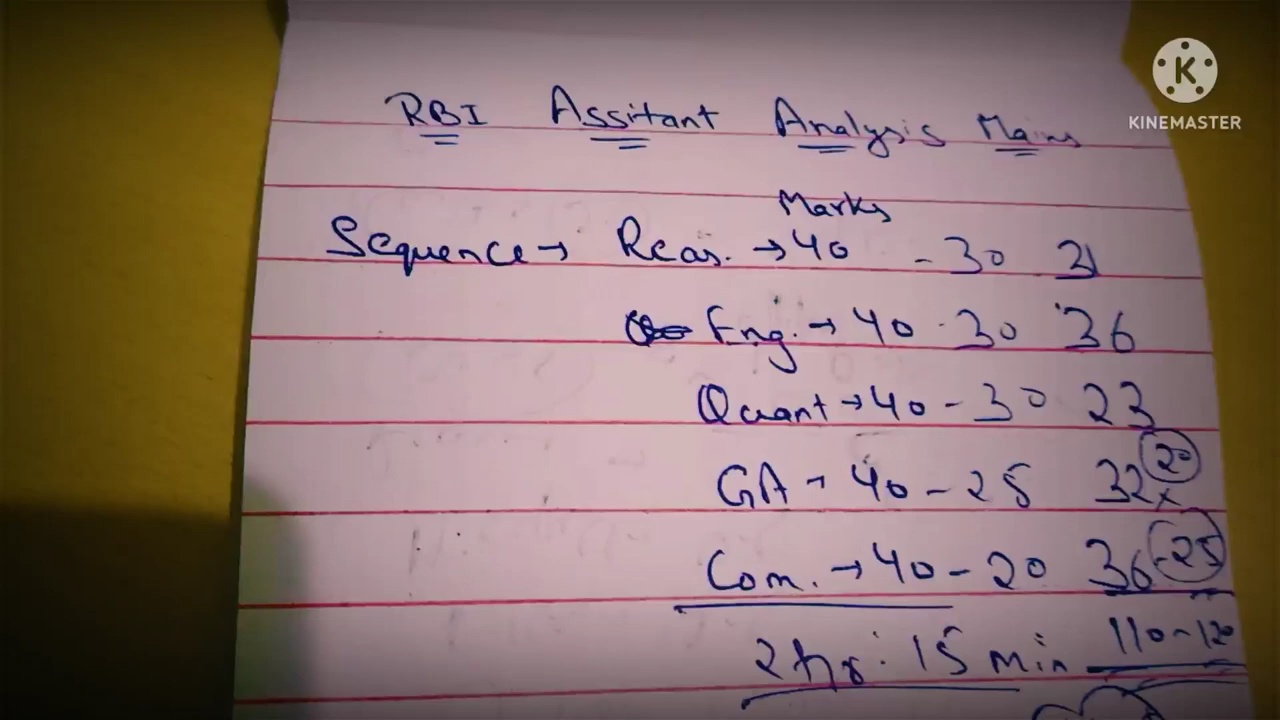 RBI Assitant Analysis Mains
Marks
Sequence → Reas. → 40 - 30 31
Eng. → 40 - 30 36
Quant → 40 - 30 23
GA → 40 - 25 32 x 20
Com. → 40 - 20 36 - 25
2 hr. 15 min 110 - 120
K
KINEMASTER